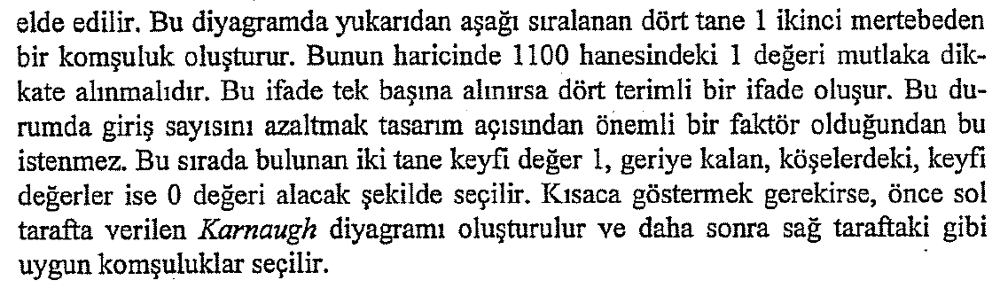 elde edilir. Bu diyagramda yukarıdan aşağı sıralanan dört tane 1 ikinci mertebeden
bir komşuluk oluşturur. Bunun haricinde 1100 hanesindeki 1 değeri mutlaka dik-
kate alınmalıdır. Bu ifade tek başına alınırsa dört terimli bir ifade oluşur. Bu du-
rumda giriş sayısını azaltmak tasarım açısından önemli bir faktör olduğundan bu
istenmez. Bu sırada bulunan iki tane keyfi değer 1, geriye kalan, köşelerdeki, keyfi
değerler ise 0 değeri alacak şekilde seçilir. Kısaca göstermek gerekirse, önce sol
tarafta verilen Karnaugh diyagramı oluşturulur ve daha sonra sağ taraftaki gibi
uygun komşuluklar seçilir.